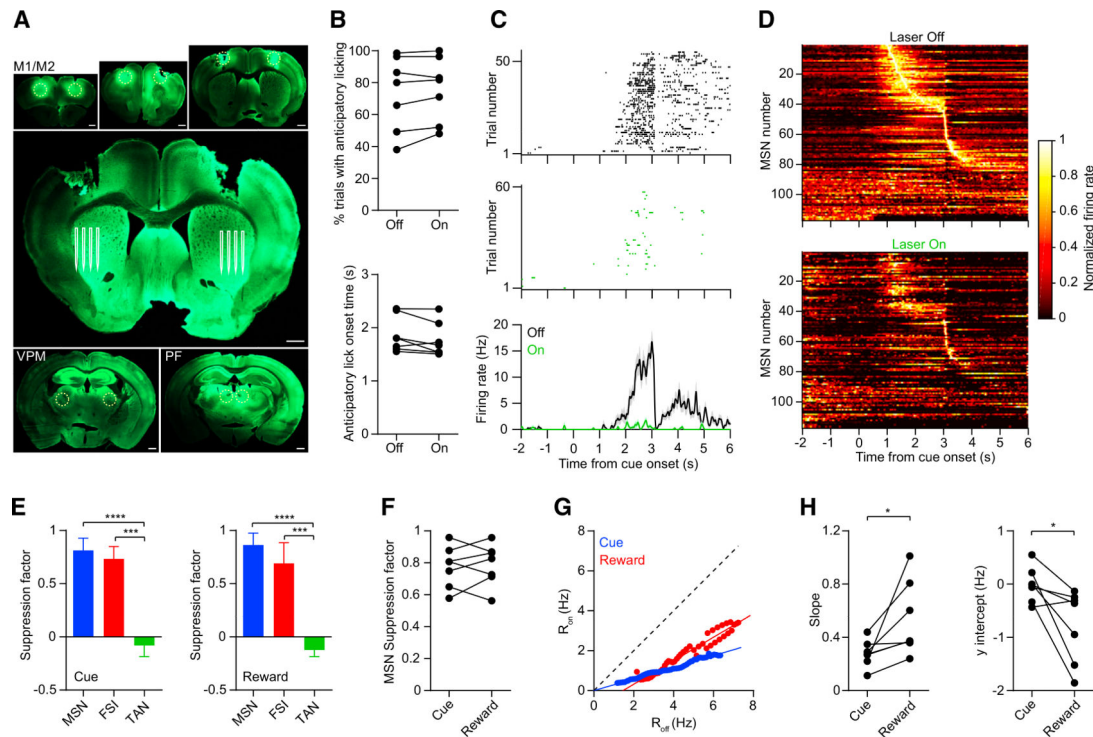 A
M1/M2
VPM
PF
B
% trials with anticipatory licking
100
80
60
40
20
0
Off
On
Anticipatory lick onset time (s)
3
2
1
0
Off
On
C
Trial number
50
1
Trial number
60
1
Firing rate (Hz)
Off
On
20
15
10
5
0
-2 -1 0 1 2 3 4 5 6
Time from cue onset (s)
D
Laser Off
MSN number
0
20
40
60
80
100
Laser On
MSN number
0
20
40
60
80
100
-2 -1 0 1 2 3 4 5 6
Time from cue onset (s)
1
0.8
0.6
0.4
0.2
0
Normalized firing rate
E
Suppression factor
****
***
1
0.5
0
-0.5
Cue
MSN
FSI
TAN
Suppression factor
****
***
1
0.5
0
-0.5
Reward
MSN
FSI
TAN
F
MSN Suppression factor
1
0.8
0.6
0.4
0.2
0
Cue
Reward
G
Cue
Reward
Ron (Hz)
8
6
4
2
0
0 2 4 6 8
Roff (Hz)
H
Slope
*
1.2
0.8
0.4
0
Cue
Reward
y intercept (Hz)
*
1
0
-1
-2
Cue
Reward